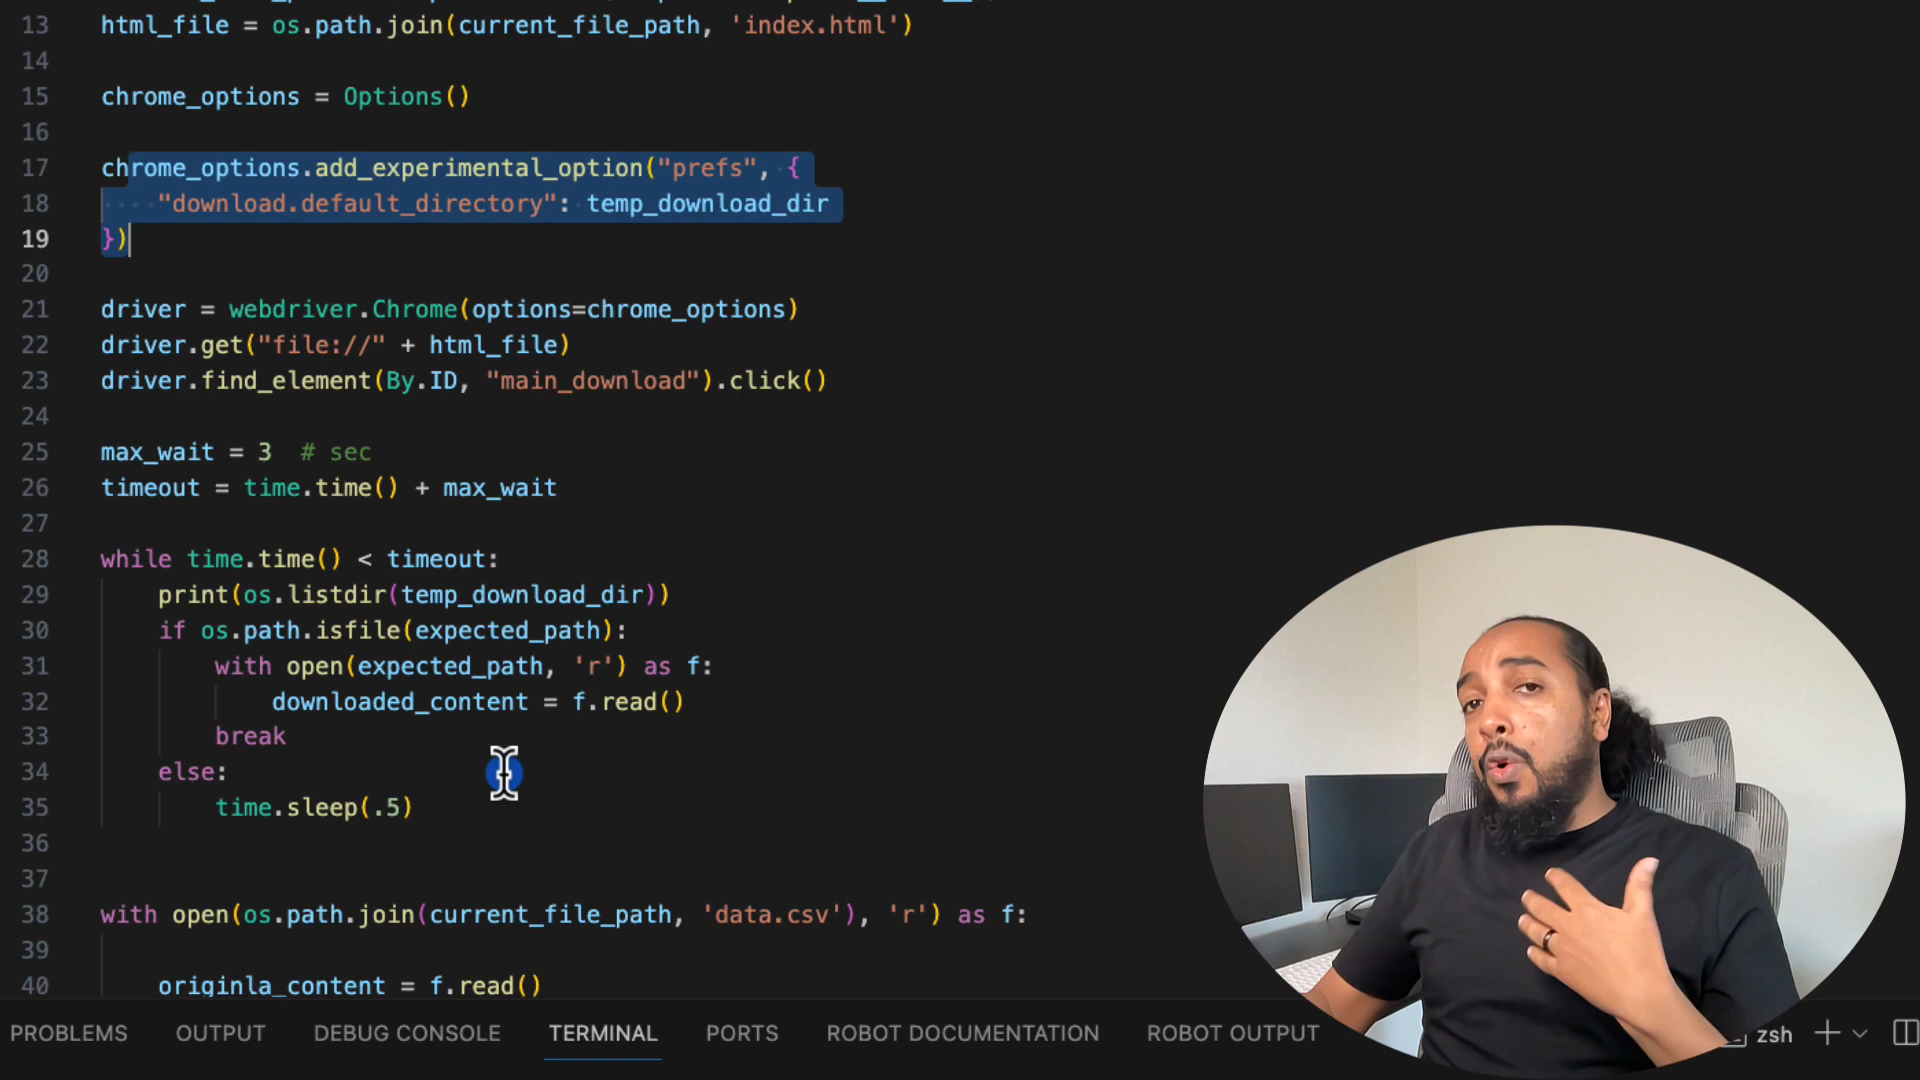 13 html_file = os.path.join(current_file_path, 'index.html')
14
15 chrome_options = Options()
16
17 chrome_options.add_experimental_option("prefs", {
18     "download.default_directory": temp_download_dir
19 })
20
21 driver = webdriver.Chrome(options=chrome_options)
22 driver.get("file://" + html_file)
23 driver.find_element(By.ID, "main_download").click()
24
25 max_wait = 3  # sec
26 timeout = time.time() + max_wait
27
28 while time.time() < timeout:
29     print(os.listdir(temp_download_dir))
30     if os.path.isfile(expected_path):
31         with open(expected_path, 'r') as f:
32             downloaded_content = f.read()
33         break
34     else:
35         time.sleep(.5)
36
37
38 with open(os.path.join(current_file_path, 'data.csv'), 'r') as f:
39
40     originla_content = f.read()
PROBLEMS OUTPUT DEBUG CONSOLE TERMINAL PORTS ROBOT DOCUMENTATION ROBOT OUTPUT zsh